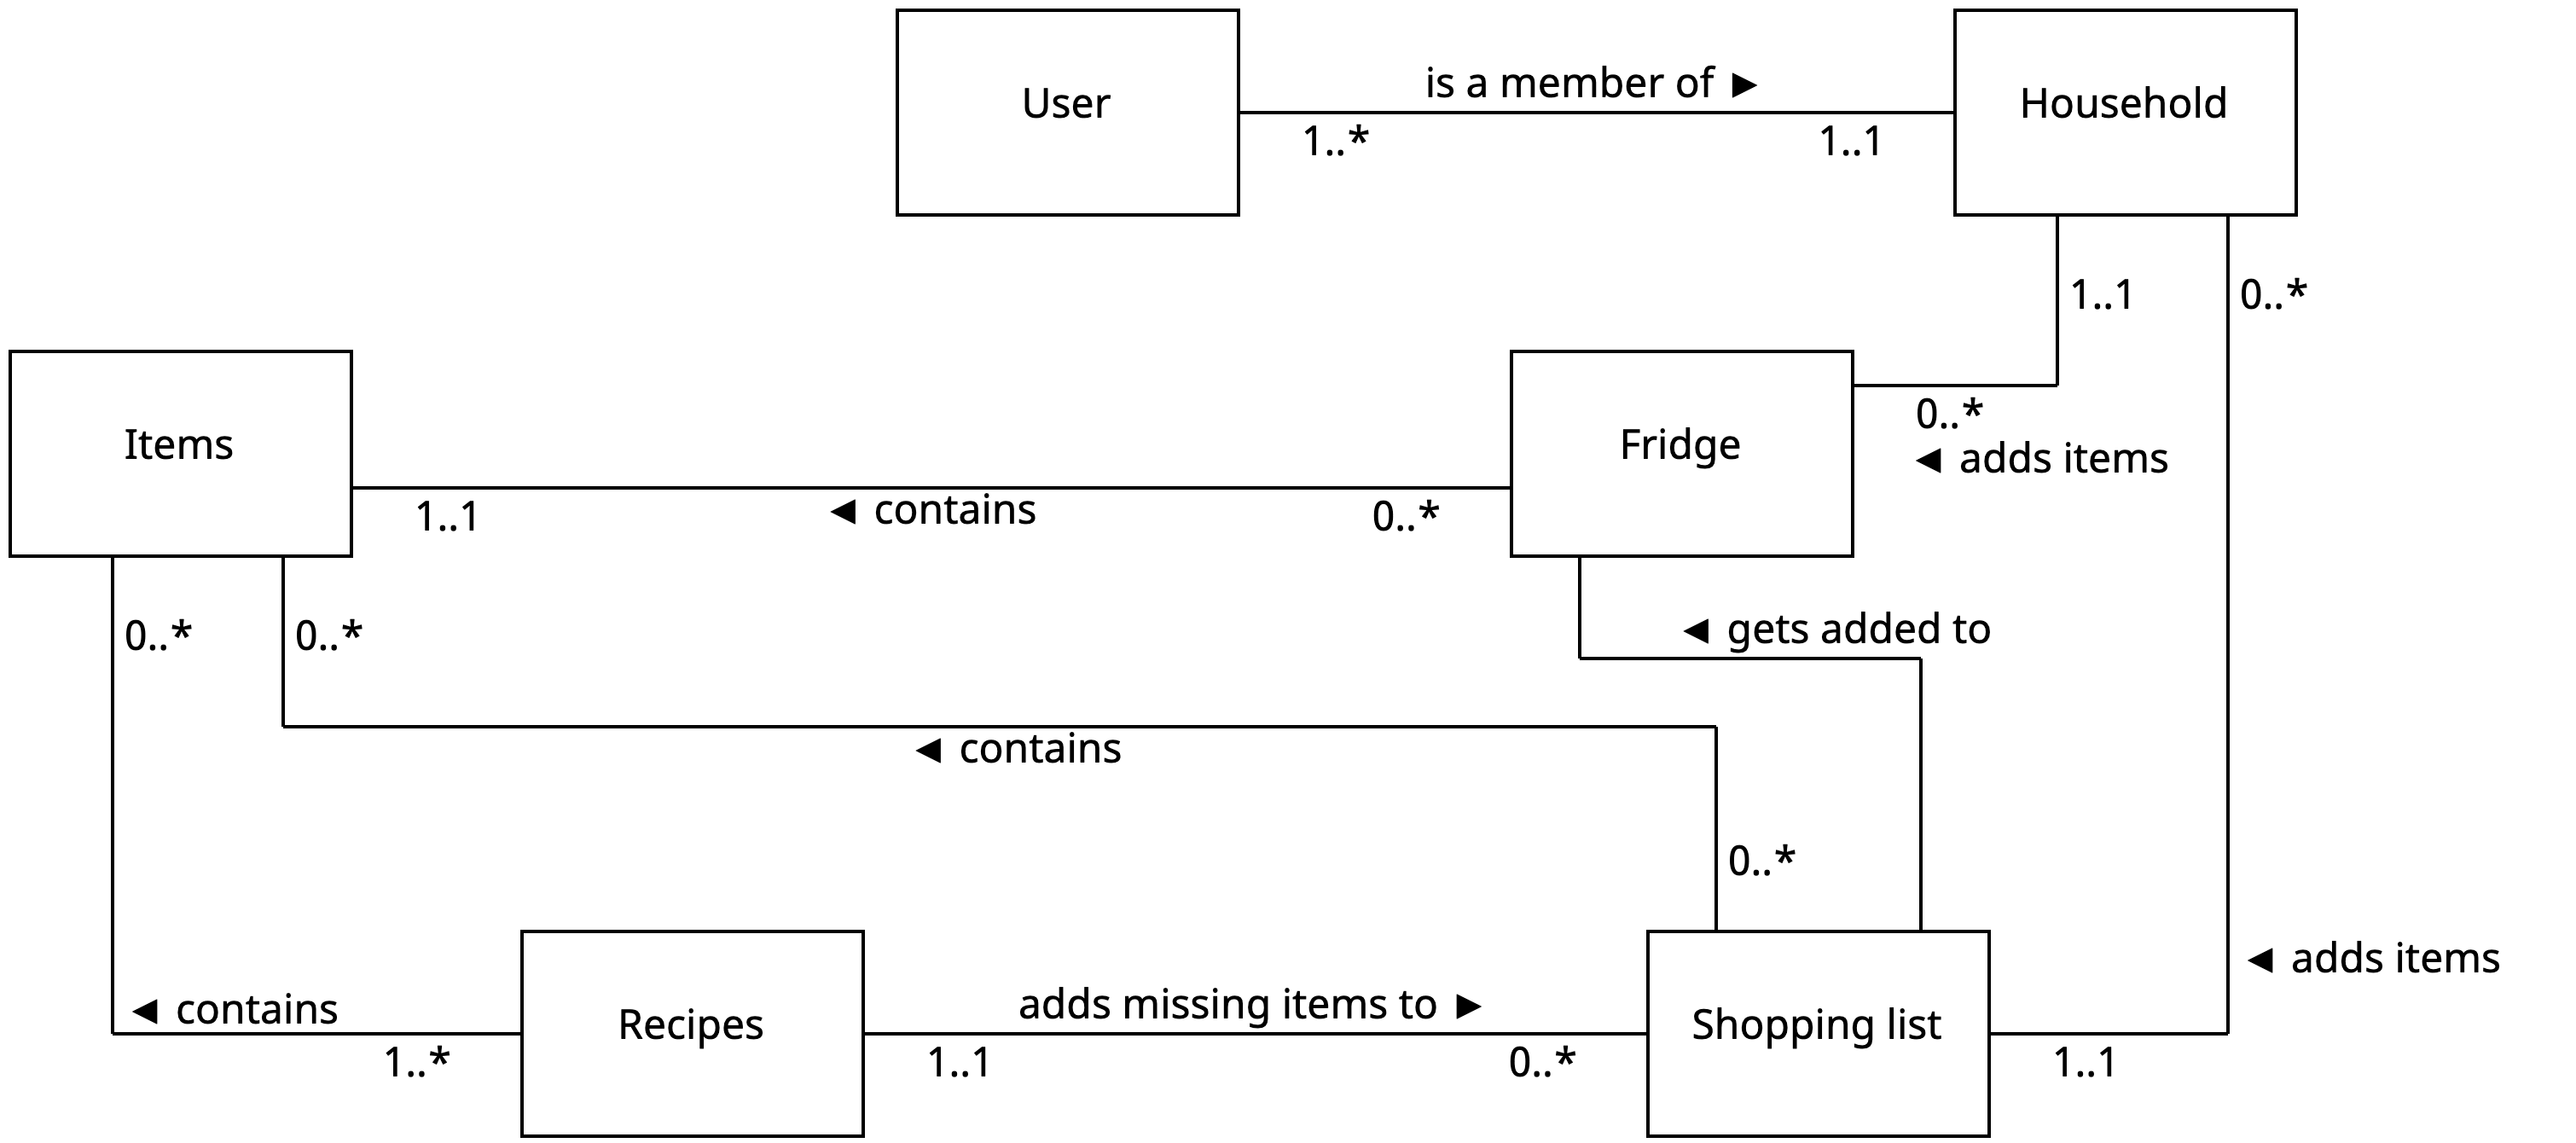 User
is a member of ►
1..*
1..1
Household
1..1
0..*
Items
Fridge
0..*
◄ adds items
1..1
◄ contains
0..*
0..*
0..*
◄ gets added to
◄ contains
0..*
◄ adds items
◄ contains
1..*
Recipes
adds missing items to ►
1..1
0..*
Shopping list
1..1